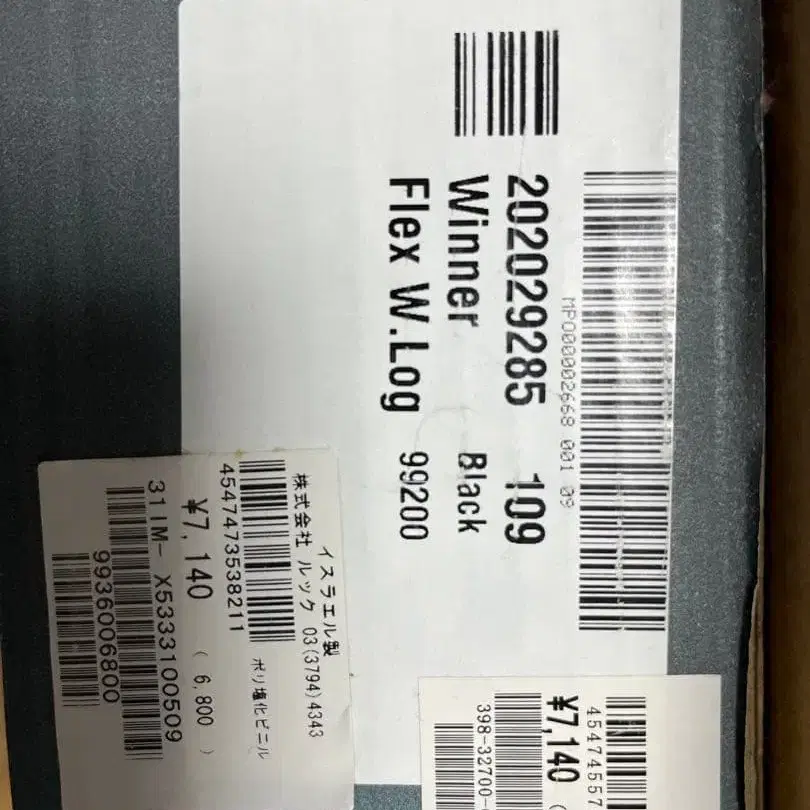 MP000002668 001 09
202029285 109
Winner Black
Flex W.Log 99200
イスラエル製
株式会社 ルック 03(3794)4343
ポリ塩化ビニル
4547473538211
¥7,140 ( 6,800 )
31IM- X5333100509
9936006800
45474557
¥7,140 (
398-32700-